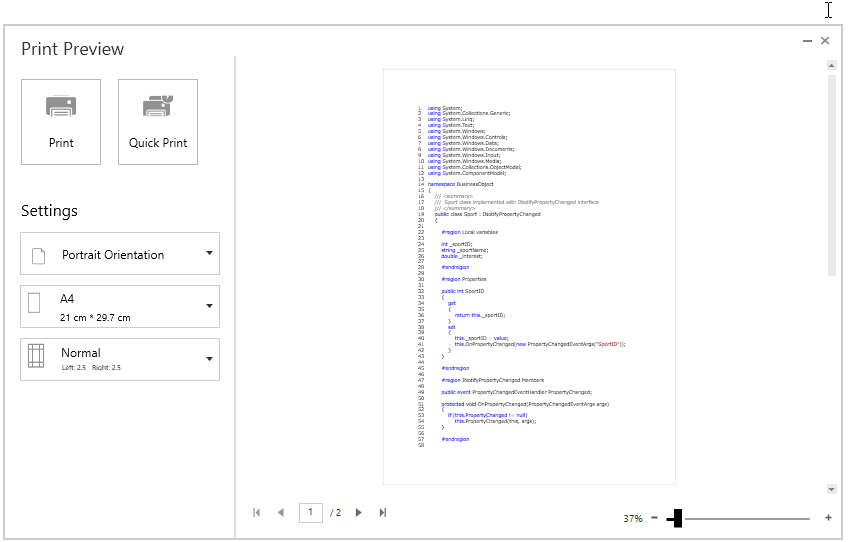 Print Preview
Print
Quick Print
Settings
Portrait Orientation
A4
21 cm * 29.7 cm
Normal
Left: 2.5 Right: 2.5
1 using System;
2 using System.Collections.Generic;
3 using System.Linq;
4 using System.Text;
5 using System.Windows;
6 using System.Windows.Controls;
7 using System.Windows.Data;
8 using System.Windows.Documents;
9 using System.Windows.Input;
10 using System.Windows.Media;
11 using System.Collections.ObjectModel;
12 using System.ComponentModel;
13
14 namespace BusinessObject
15 {
16 /// <summary>
17 /// Sport class implemented with INotifyPropertyChanged interface
18 /// </summary>
19 public class Sport : INotifyPropertyChanged
20 {
21
22 #region Local variables
23
24 int _sportID;
25 string _sportName;
26 double _interest;
27
28 #endregion
29
30 #region Properties
31
32 public int SportID
33 {
34 get
35 {
36 return this._sportID;
37 }
38 set
39 {
40 this._sportID = value;
41 this.OnPropertyChanged(new PropertyChangedEventArgs("SportID"));
42 }
43 }
44
45 #endregion
46
47 #region INotifyPropertyChanged Members
48
49 public event PropertyChangedEventHandler PropertyChanged;
50
51 protected void OnPropertyChanged(PropertyChangedEventArgs args)
52 {
53 if (this.PropertyChanged != null)
54 this.PropertyChanged(this, args);
55 }
56
57 #endregion
58
1 / 2
37%